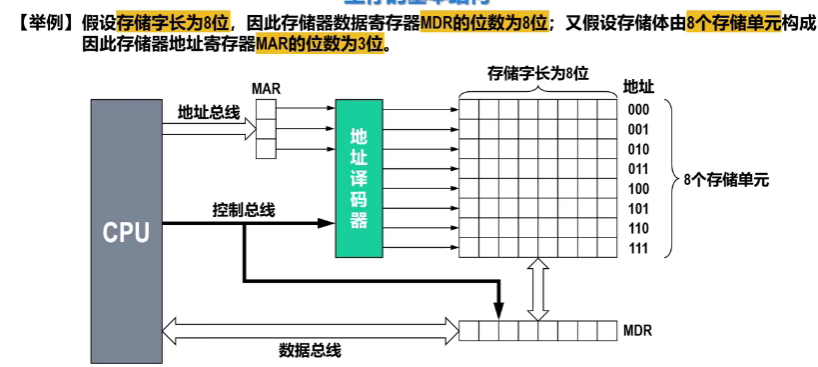 【举例】假设存储字长为8位，因此存储器数据寄存器MDR的位数为8位；又假设存储体由8个存储单元构成
因此存储器地址寄存器MAR的位数为3位。
存储字长为8位
地址
MAR
地址总线
000
001
010
011
100
101
110
111
地址译码器
8个存储单元
控制总线
CPU
MDR
数据总线